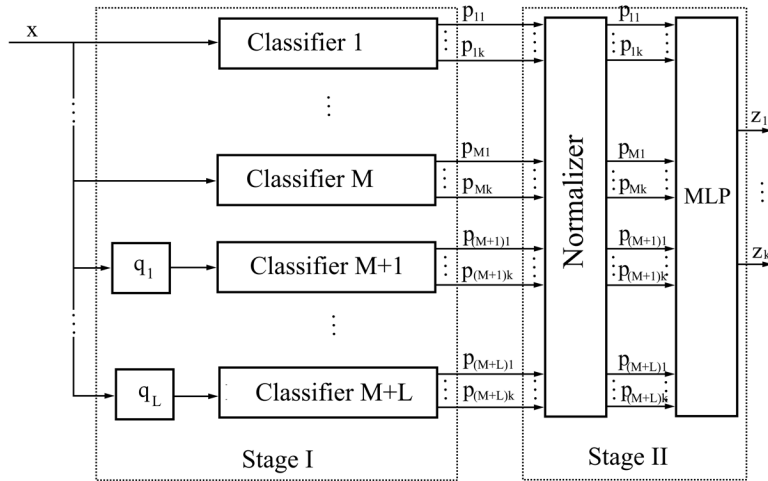 x
Classifier 1
p11
p1k
p11
p1k
Classifier M
pM1
pMk
pM1
pMk
q1
Classifier M+1
p(M+1)1
p(M+1)k
p(M+1)1
p(M+1)k
qL
Classifier M+L
p(M+L)1
p(M+L)k
p(M+L)1
p(M+L)k
Normalizer
MLP
z1
zk
Stage I
Stage II